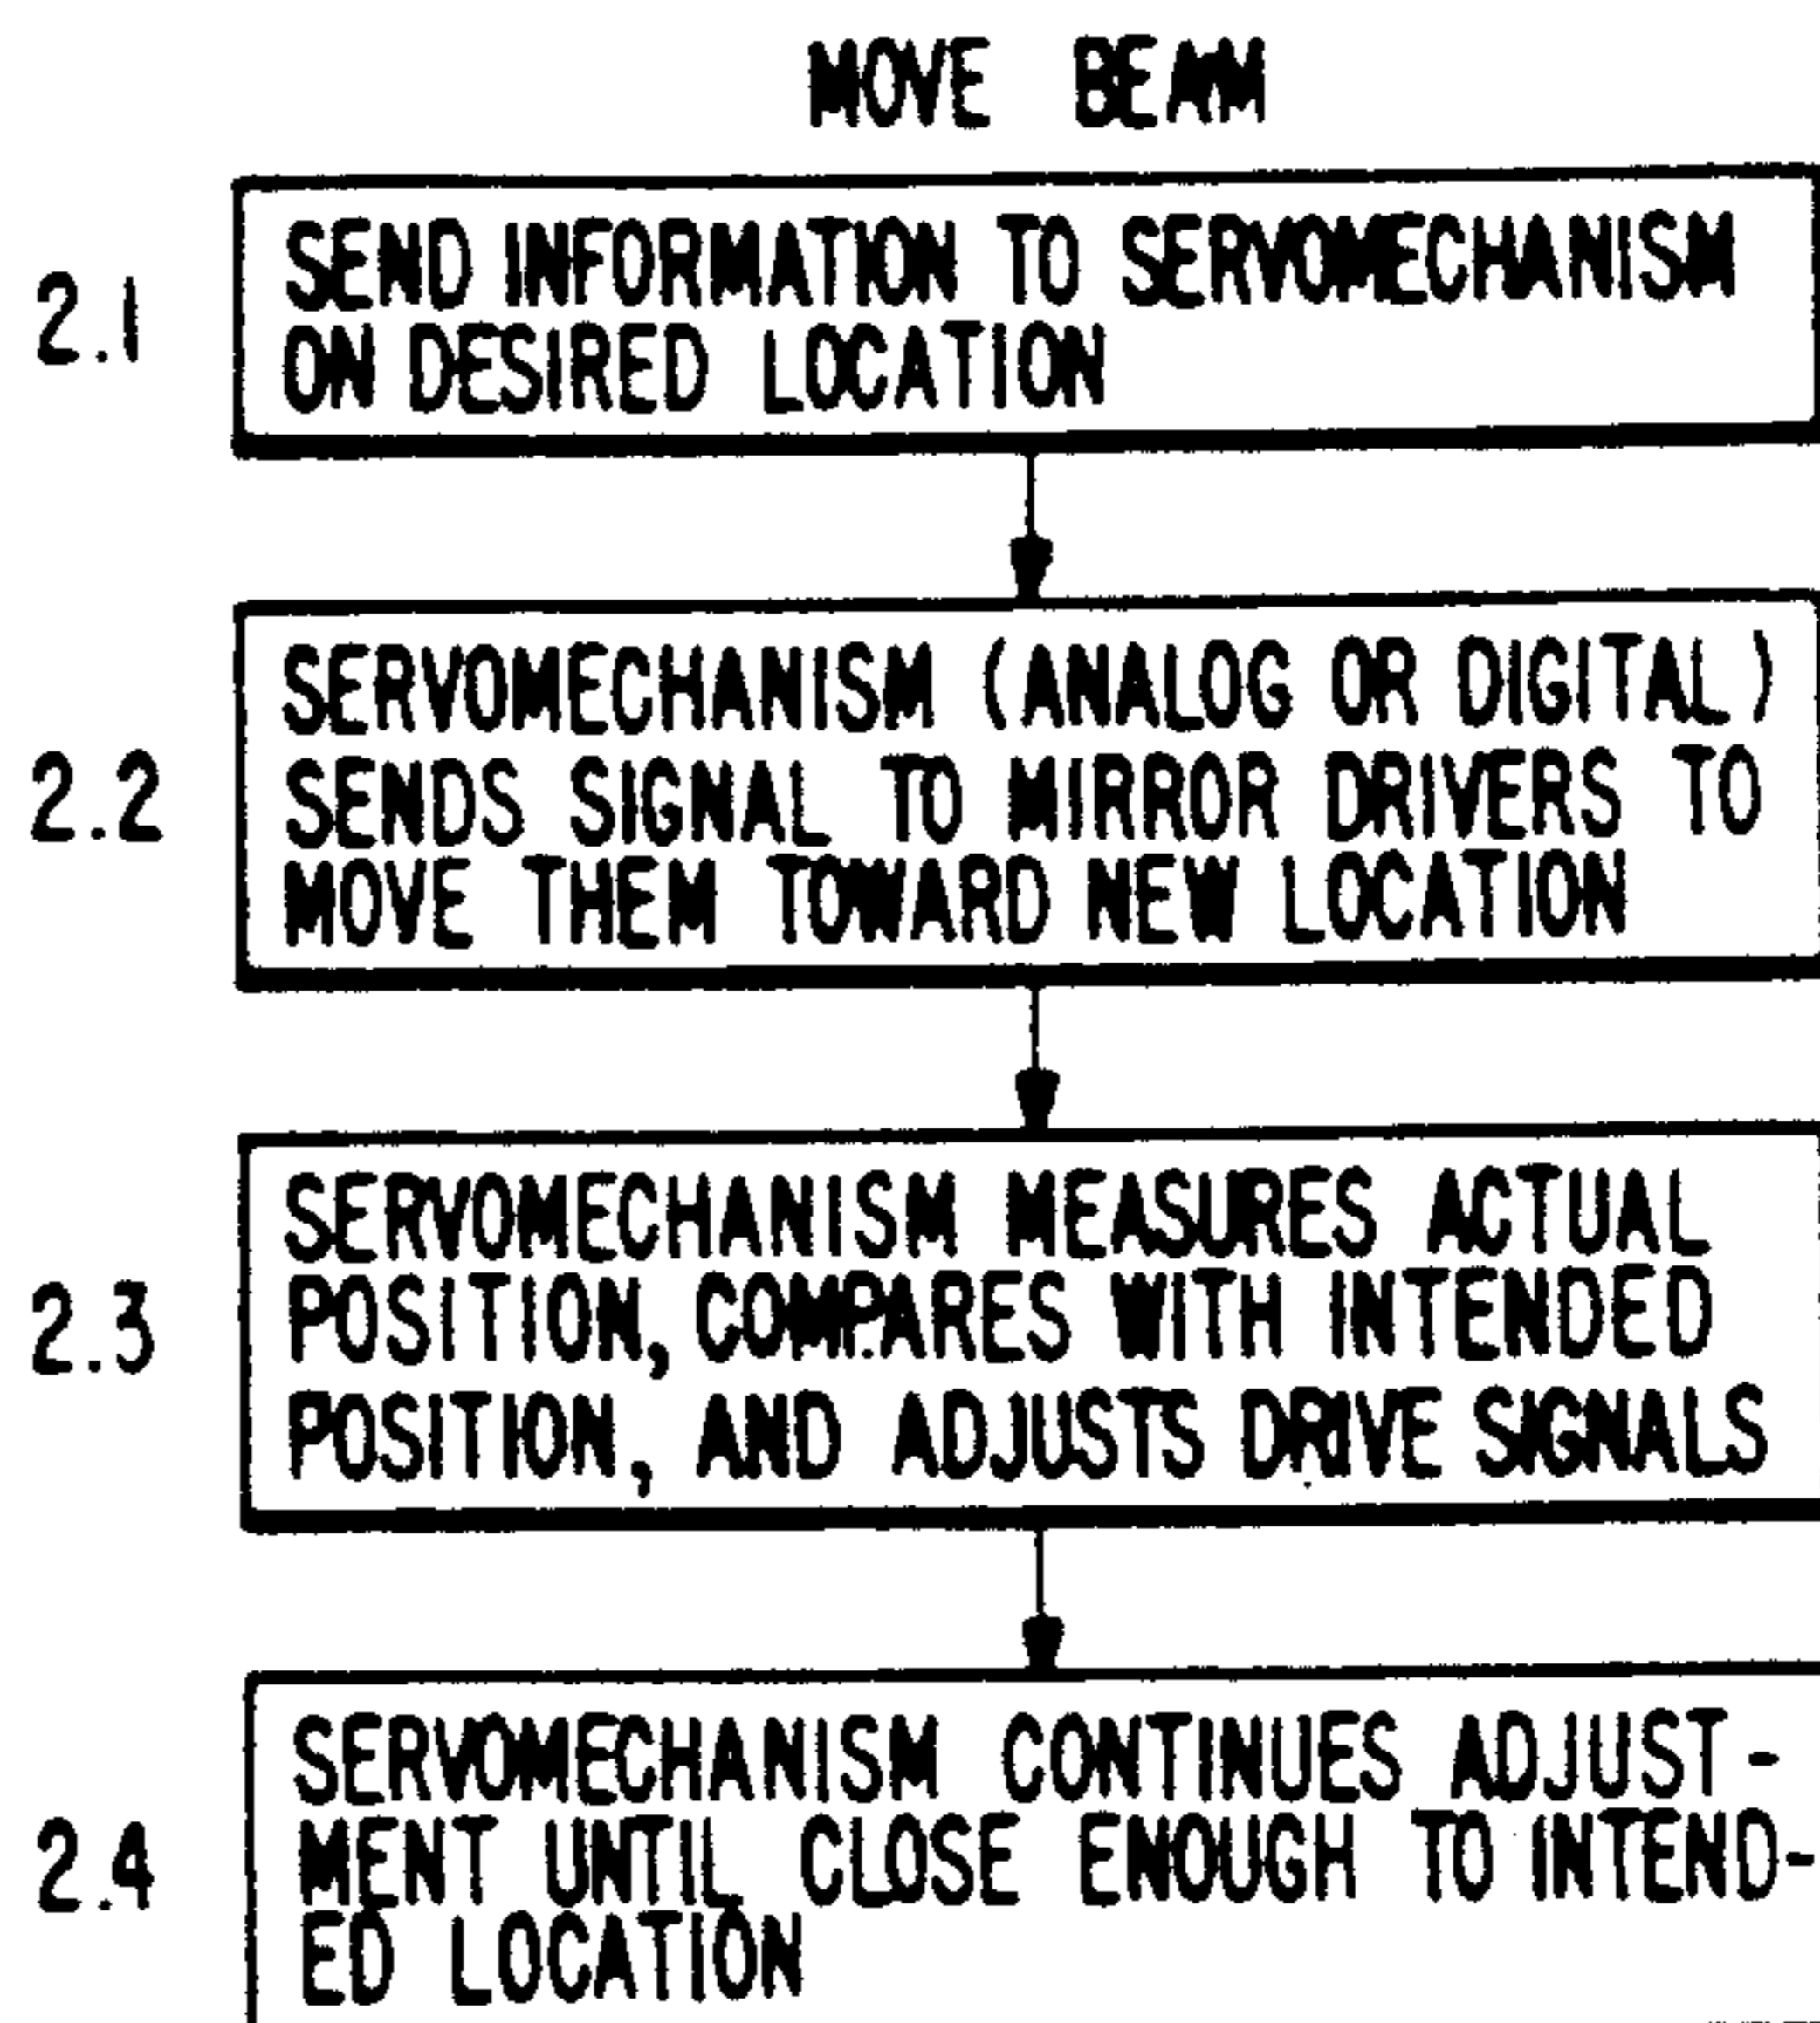 MOVE BEAM
2.1
SEND INFORMATION TO SERVOMECHANISM
ON DESIRED LOCATION
2.2
SERVOMECHANISM (ANALOG OR DIGITAL)
SENDS SIGNAL TO MIRROR DRIVERS TO
MOVE THEM TOWARD NEW LOCATION
2.3
SERVOMECHANISM MEASURES ACTUAL
POSITION, COMPARES WITH INTENDED
POSITION, AND ADJUSTS DRIVE SIGNALS
2.4
SERVOMECHANISM CONTINUES ADJUST-
MENT UNTIL CLOSE ENOUGH TO INTEND-
ED LOCATION